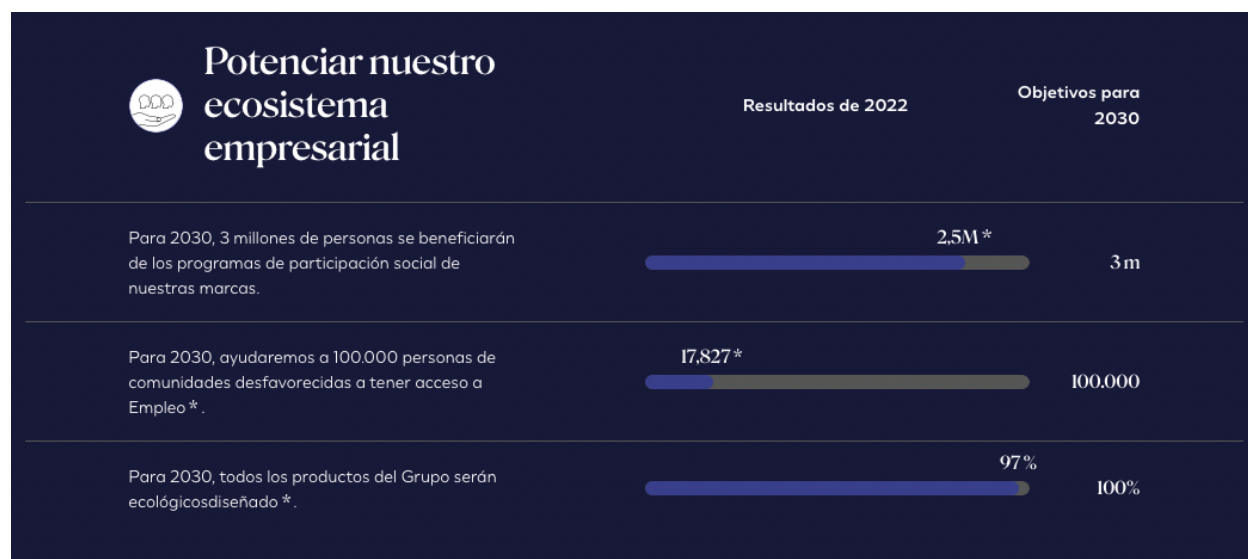 Potenciar nuestro
ecosistema
empresarial
Resultados de 2022
Objetivos para
2030
Para 2030, 3 millones de personas se beneficiarán
de los programas de participación social de
nuestras marcas.
2,5M *
3 m
Para 2030, ayudaremos a 100.000 personas de
comunidades desfavorecidas a tener acceso a
Empleo * .
17,827 *
100.000
Para 2030, todos los productos del Grupo serán
ecológicosdiseñado * .
97 %
100%